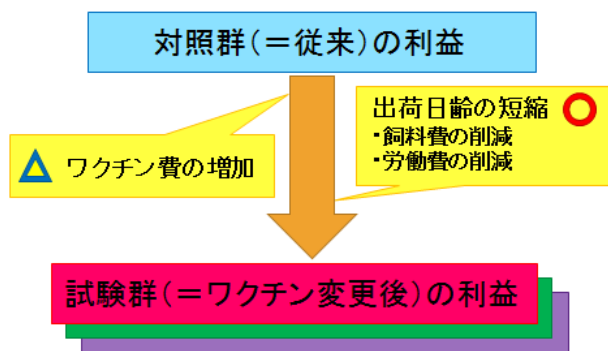 対照群(＝従来)の利益
出荷日齢の短縮
・飼料費の削減
・労働費の削減
ワクチン費の増加
試験群(＝ワクチン変更後)の利益